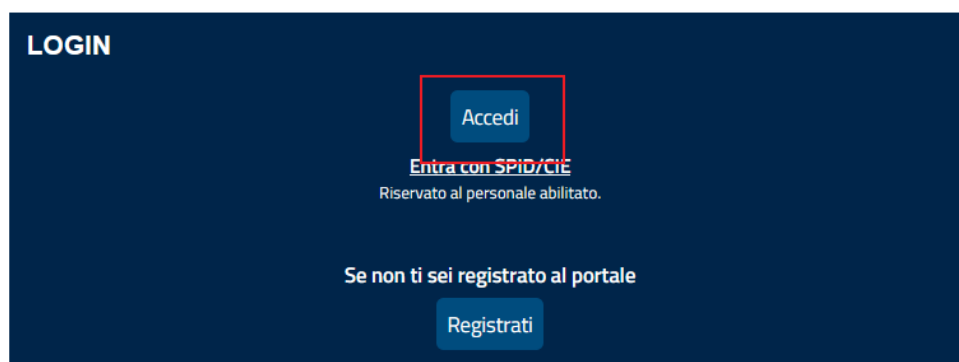 LOGIN
Accedi
Entra con SPID/CIE
Riservato al personale abilitato.
Se non ti sei registrato al portale
Registrati